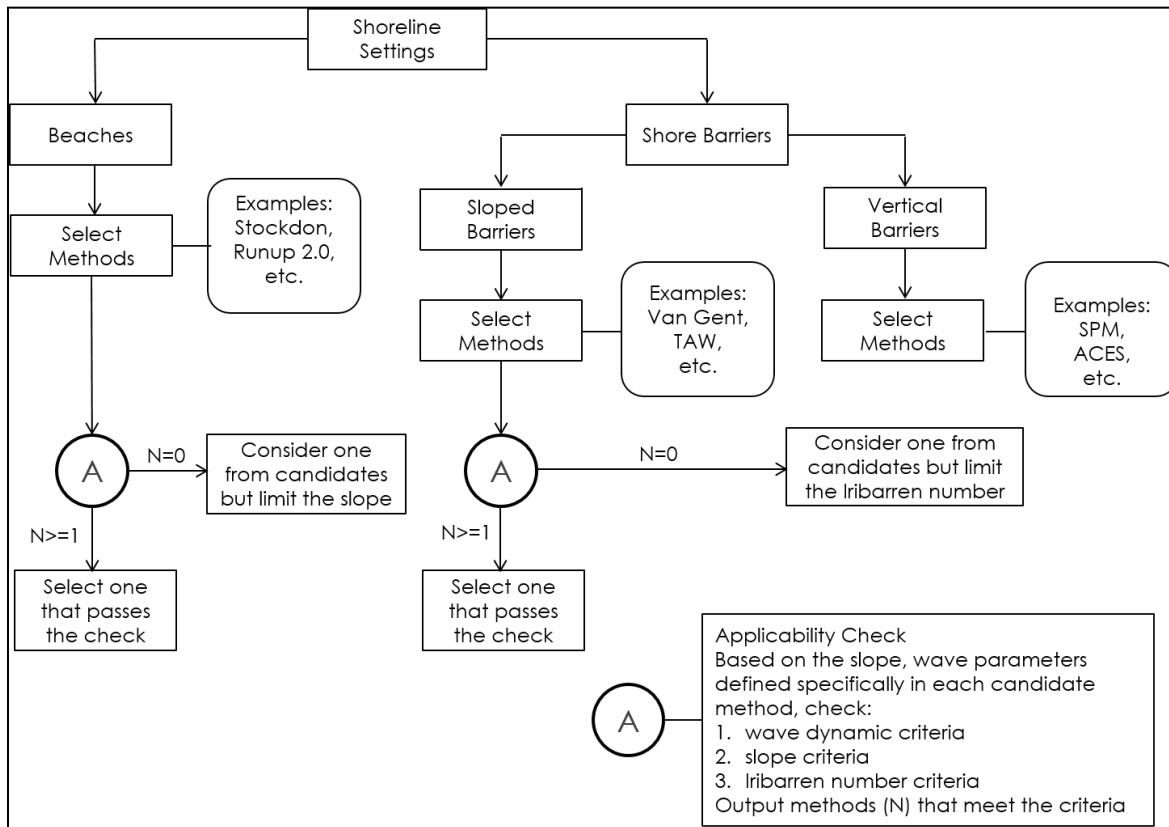 Shoreline
Settings
Beaches
Shore Barriers
Select
Methods
Examples:
Stockdon,
Runup 2.0,
etc.
Sloped
Barriers
Vertical
Barriers
Select
Methods
Examples:
Van Gent,
TAW,
etc.
Select
Methods
Examples:
SPM,
ACES,
etc.
A
N=0
Consider one
from candidates
but limit the slope
N>=1
Select one
that passes
the check
A
N=0
Consider one from
candidates but limit
the Iribarren number
N>=1
Select one
that passes
the check
A
Applicability Check
Based on the slope, wave parameters
defined specifically in each candidate
method, check:
1. wave dynamic criteria
2. slope criteria
3. Iribarren number criteria
Output methods (N) that meet the criteria